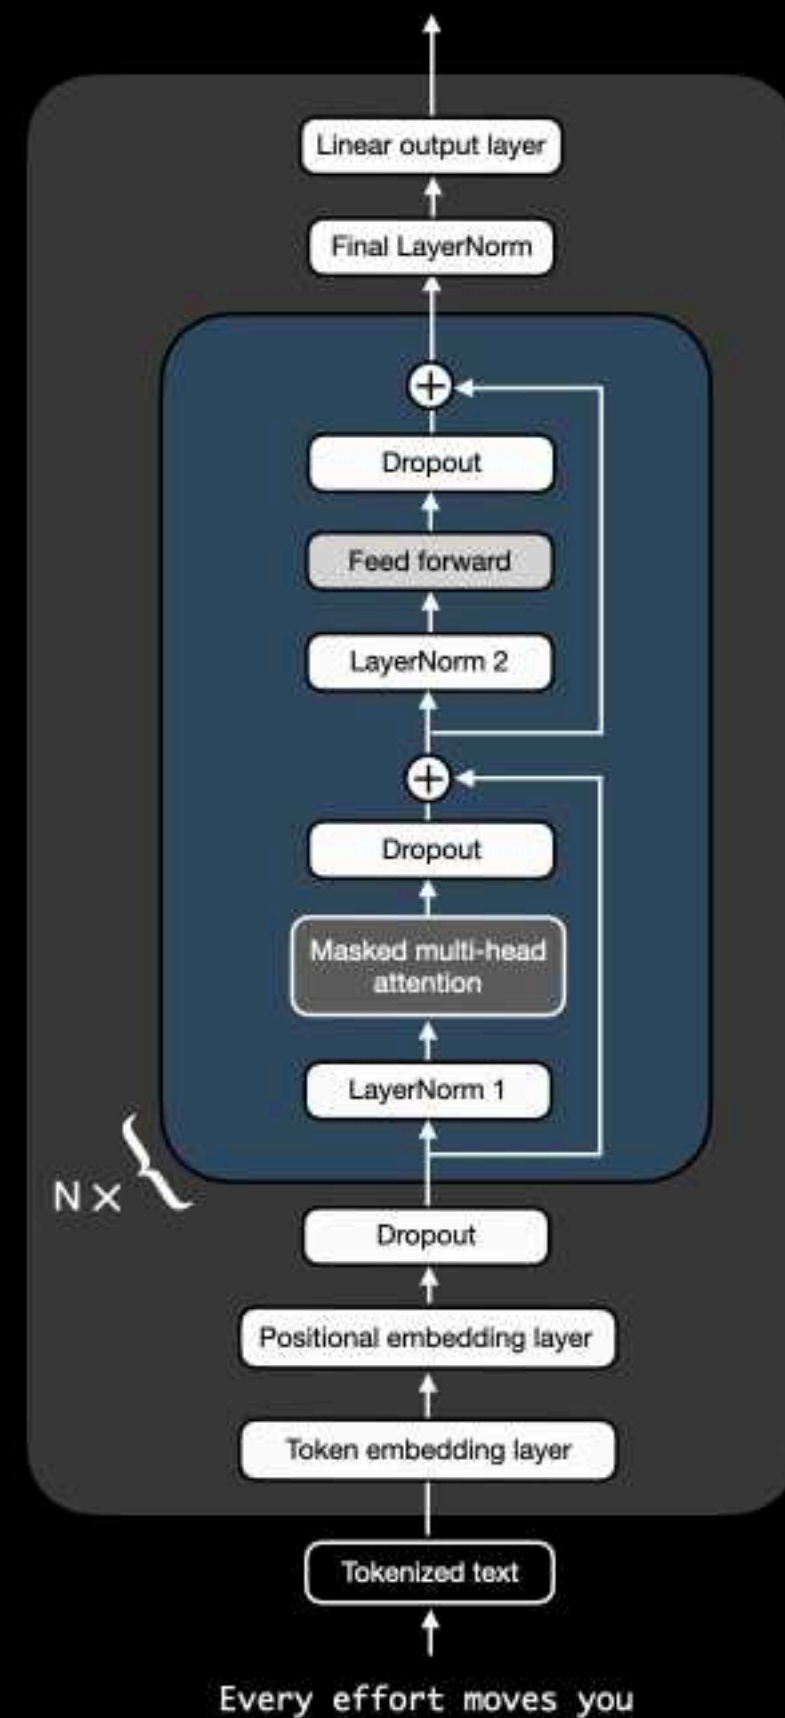 Linear output layer
Final LayerNorm
+
Dropout
Feed forward
LayerNorm 2
+
Dropout
Masked multi-head
attention
LayerNorm 1
N×
Dropout
Positional embedding layer
Token embedding layer
Tokenized text
Every effort moves you